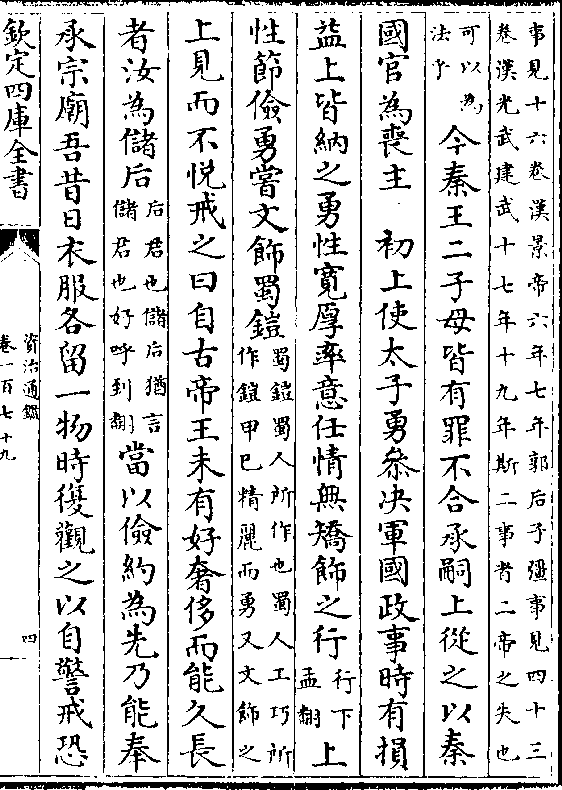 事見十六卷漢景帝六年七年郭后子彊事見四十三
卷漢光武建武十七年十九年斯二事者二帝之失也
可以為
法乎
今秦王二子母皆有罪不合承嗣上從之以秦
國官為喪主　初上使太子勇叅决軍國政事時有損
益上皆納之勇性寛厚率意任情無矯飾之行
行下
孟翻
上
性節儉勇嘗文飾蜀鎧
蜀鎧蜀人所作也蜀人工巧所
作鎧甲已精麗而勇又文飾之
上見而不悦戒之曰自古帝王未有好奢侈而能久長
者汝為儲后
后君也儲后猶言
儲君也好呼到翻
當以儉約為先乃能奉
承宗廟吾昔日衣服各留一物時復觀之以自警戒恐
欽定四庫全書
資治通鑑
卷一百七十九
四